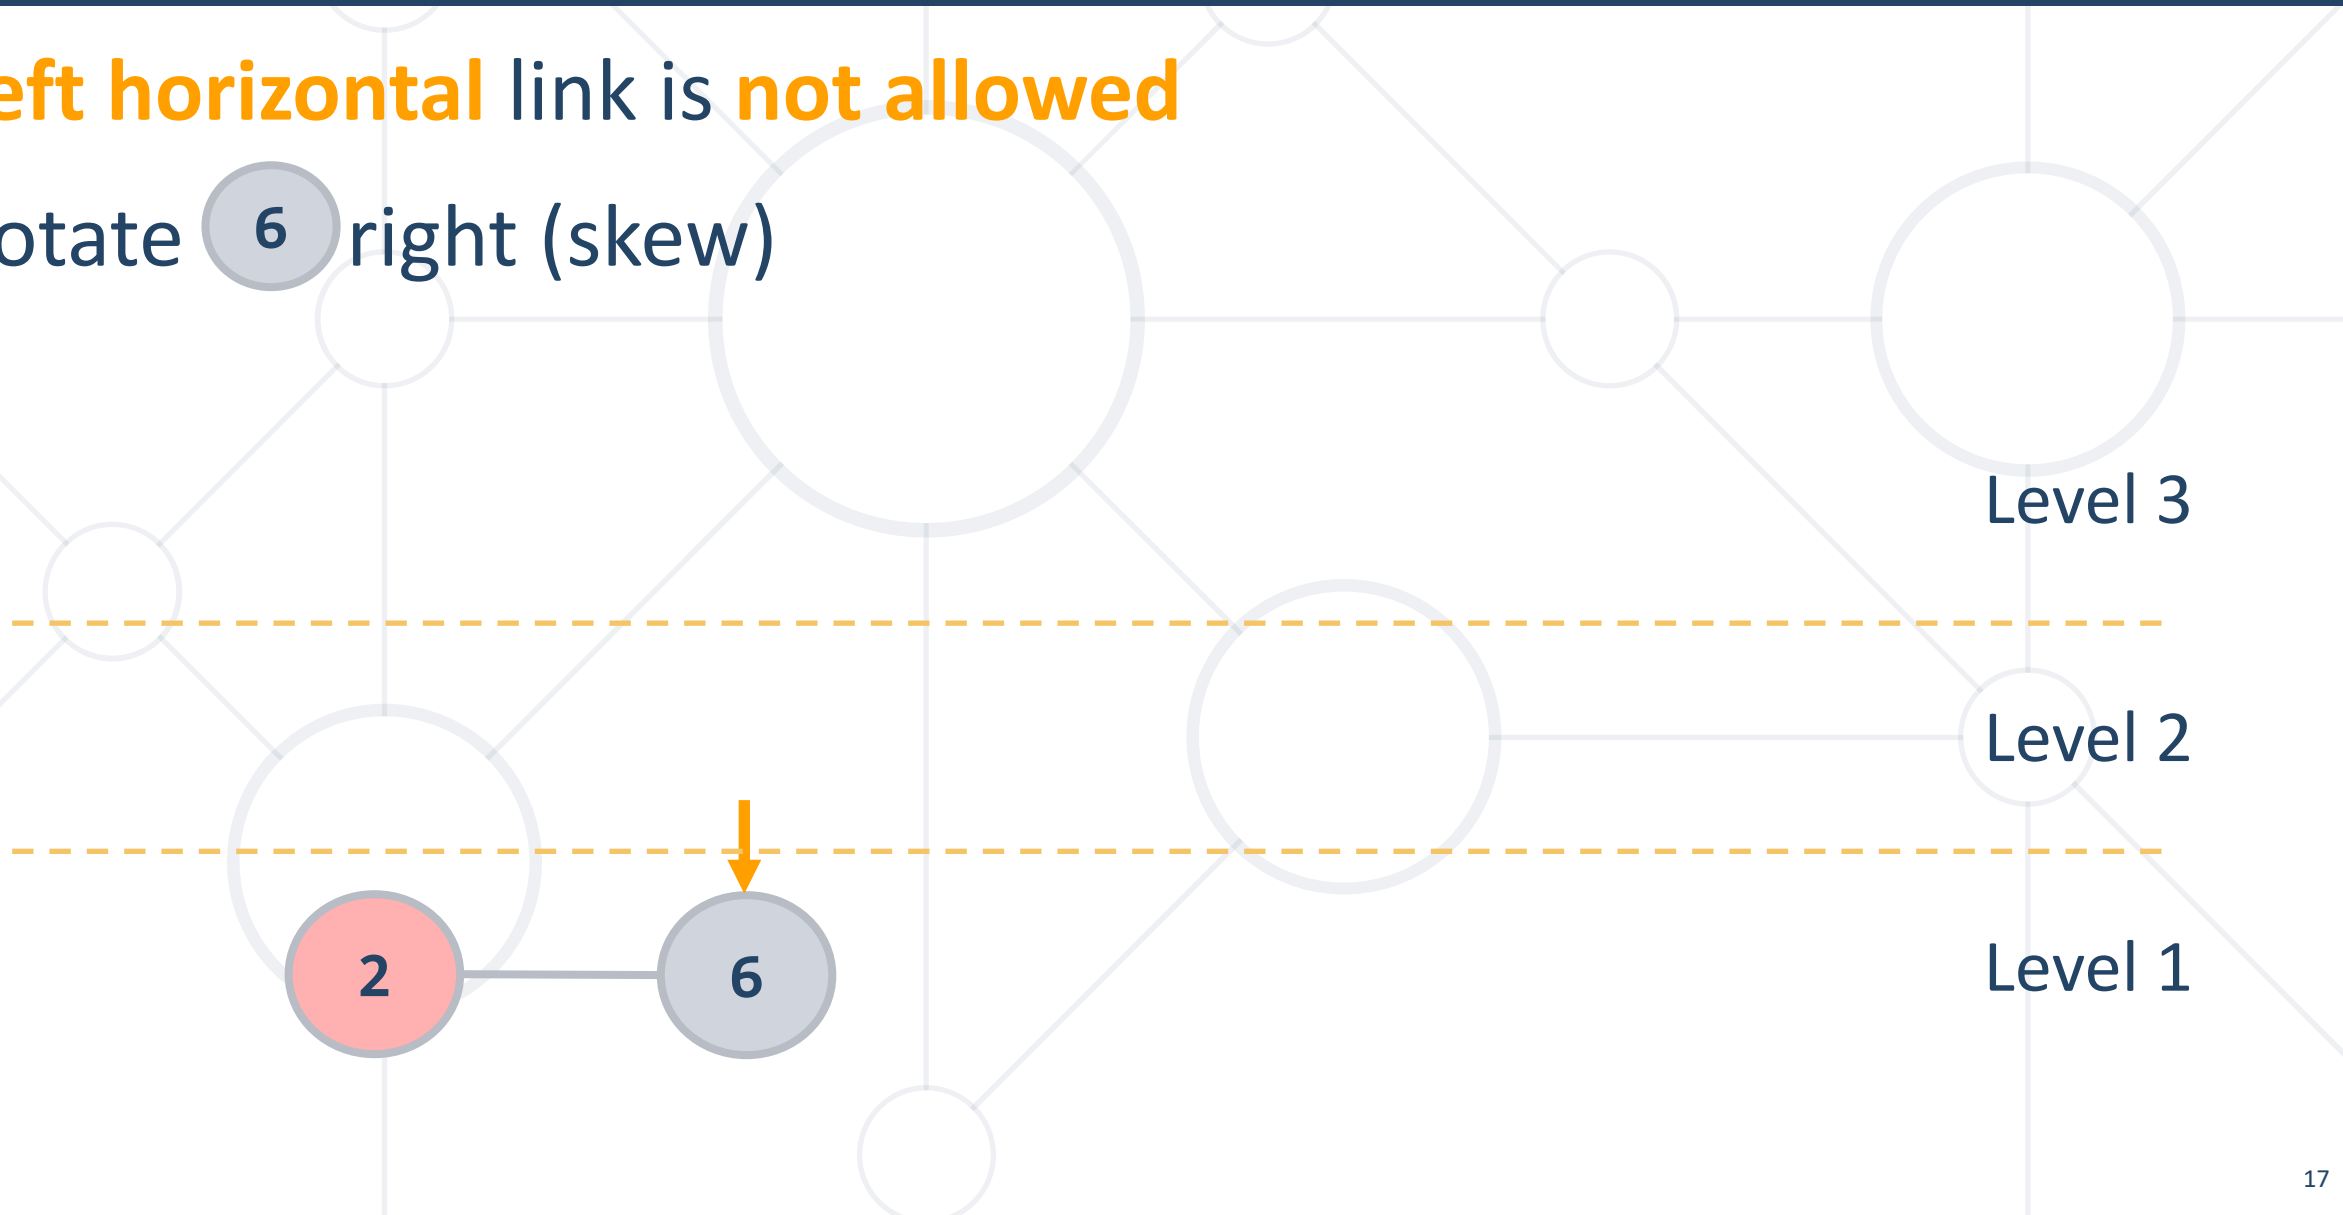 eft horizontal link is not allowed
otate 6 right (skew)
Level 3
Level 2
2 6 Level 1
17